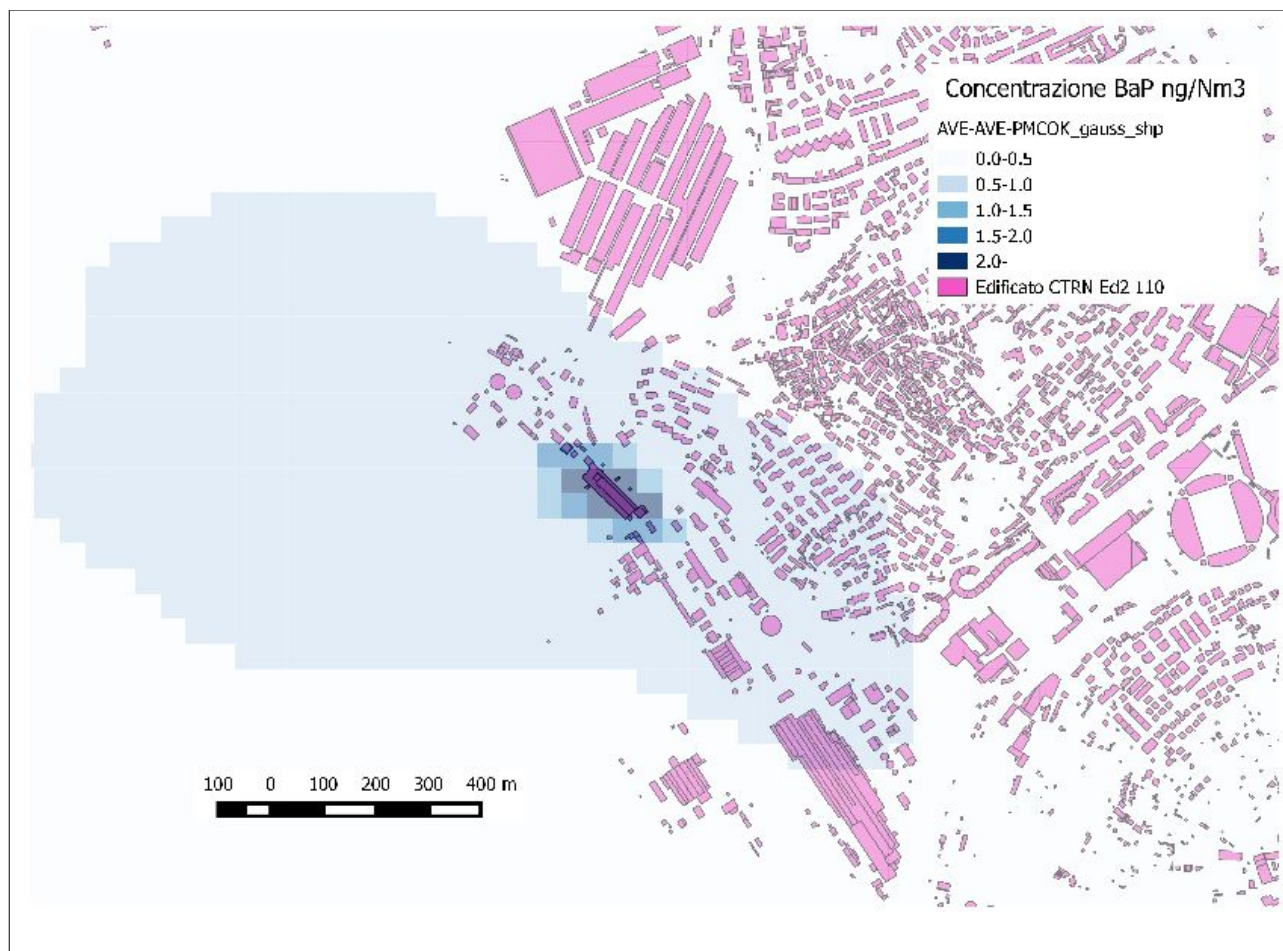 Concentrazione BaP ng/Nm3
AVE-AVE-PMCOK_gauss_shp
0.0-0.5
0.5-1.0
1.0-1.5
1.5-2.0
2.0-
Edificato CTRN Ed2 110
100 0 100 200 300 400 m